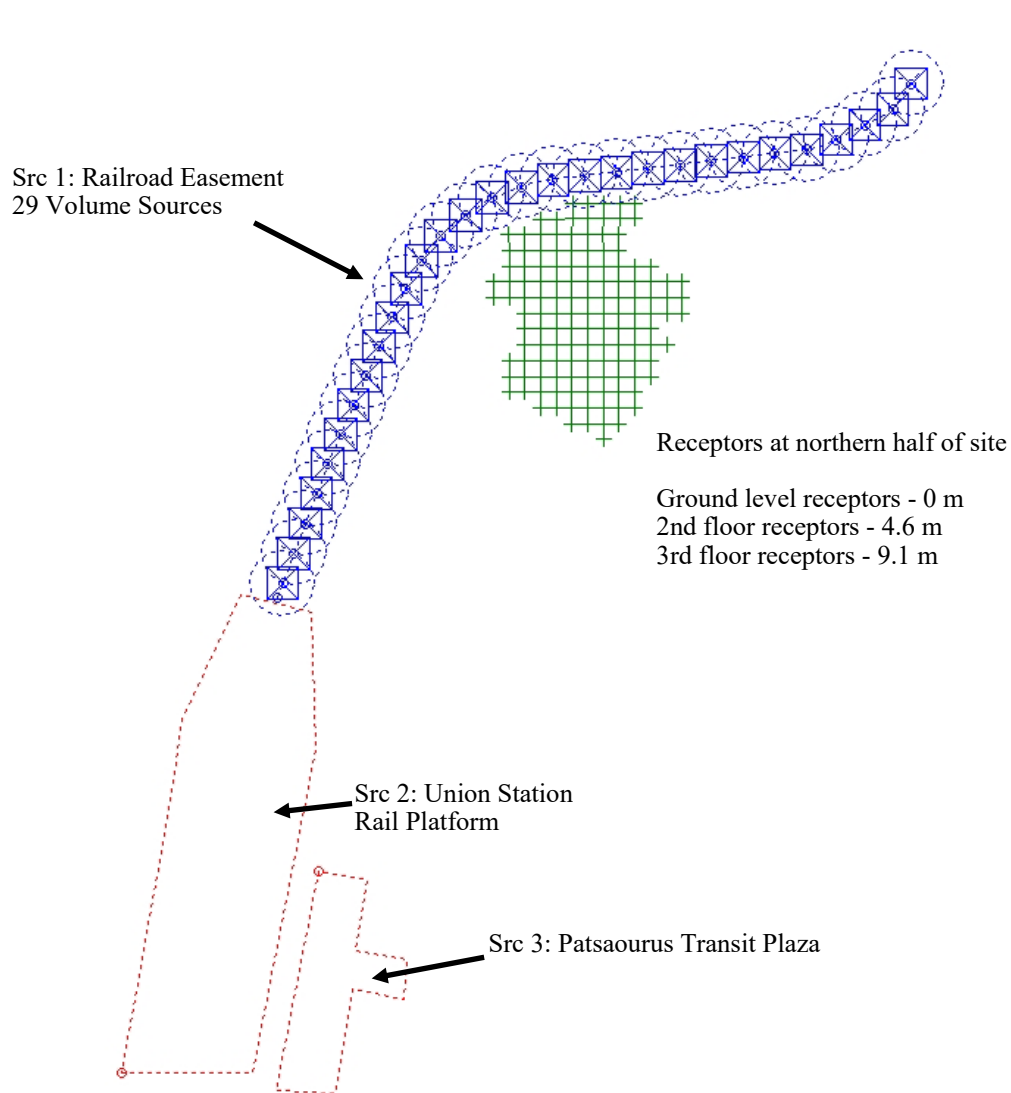 Src 1: Railroad Easement
29 Volume Sources
Receptors at northern half of site
Ground level receptors - 0 m
2nd floor receptors - 4.6 m
3rd floor receptors - 9.1 m
Src 2: Union Station
Rail Platform
Src 3: Patsaourus Transit Plaza